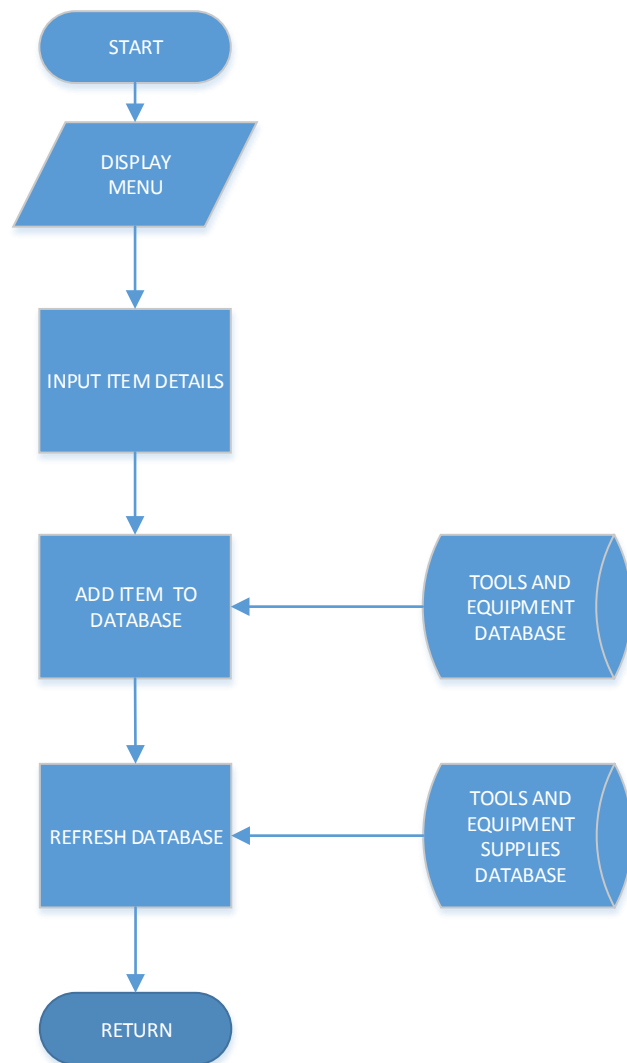 START
DISPLAY
MENU
INPUT ITEM DETAILS
ADD ITEM TO
DATABASE
TOOLS AND
EQUIPMENT
DATABASE
REFRESH DATABASE
TOOLS AND
EQUIPMENT
SUPPLIES
DATABASE
RETURN